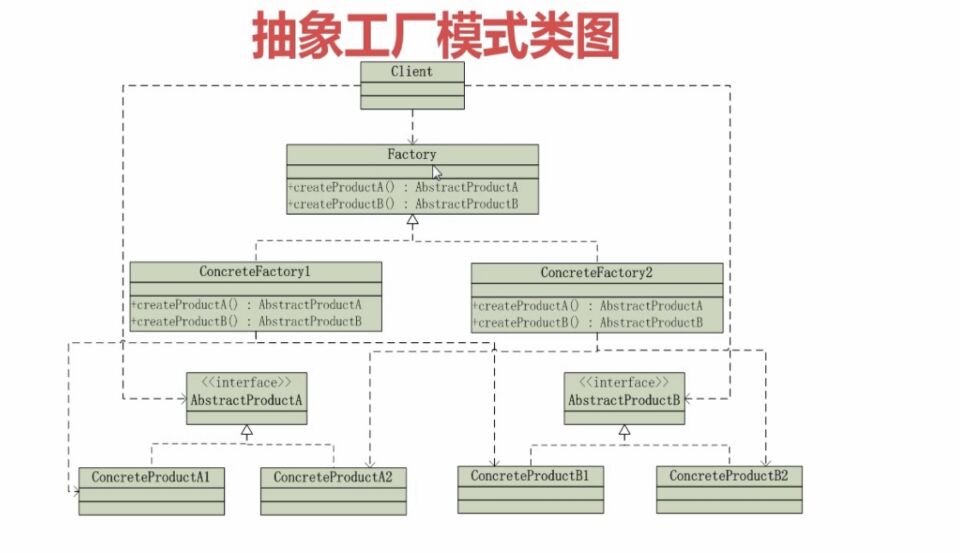 抽象工厂模式类图
Client
Factory
+createProductA() : AbstractProductA
+createProductB() : AbstractProductB
ConcreteFactory1
+createProductA() : AbstractProductA
+createProductB() : AbstractProductB
ConcreteFactory2
+createProductA() : AbstractProductA
+createProductB() : AbstractProductB
<<interface>>
AbstractProductA
<<interface>>
AbstractProductB
ConcreteProductA1
ConcreteProductA2
ConcreteProductB1
ConcreteProductB2